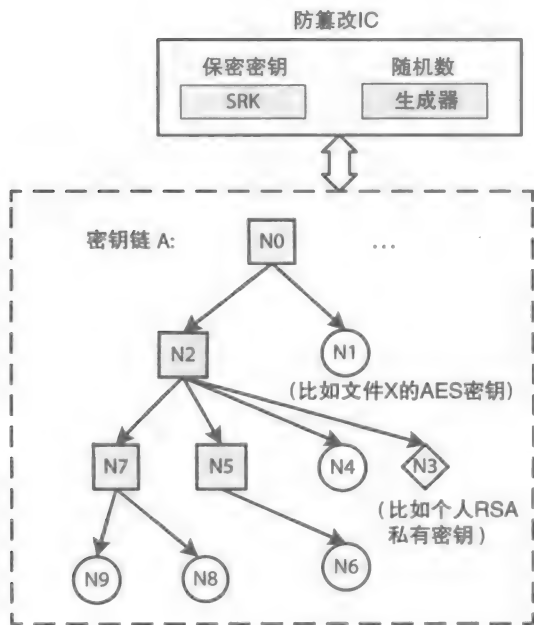 防篡改IC
保密密钥
随机数
SRK
生成器
密钥链 A:
N0
...
N2
N1
(比如文件X的AES密钥)
N7
N5
N4
N3
(比如个人RSA
私有密钥)
N9
N8
N6